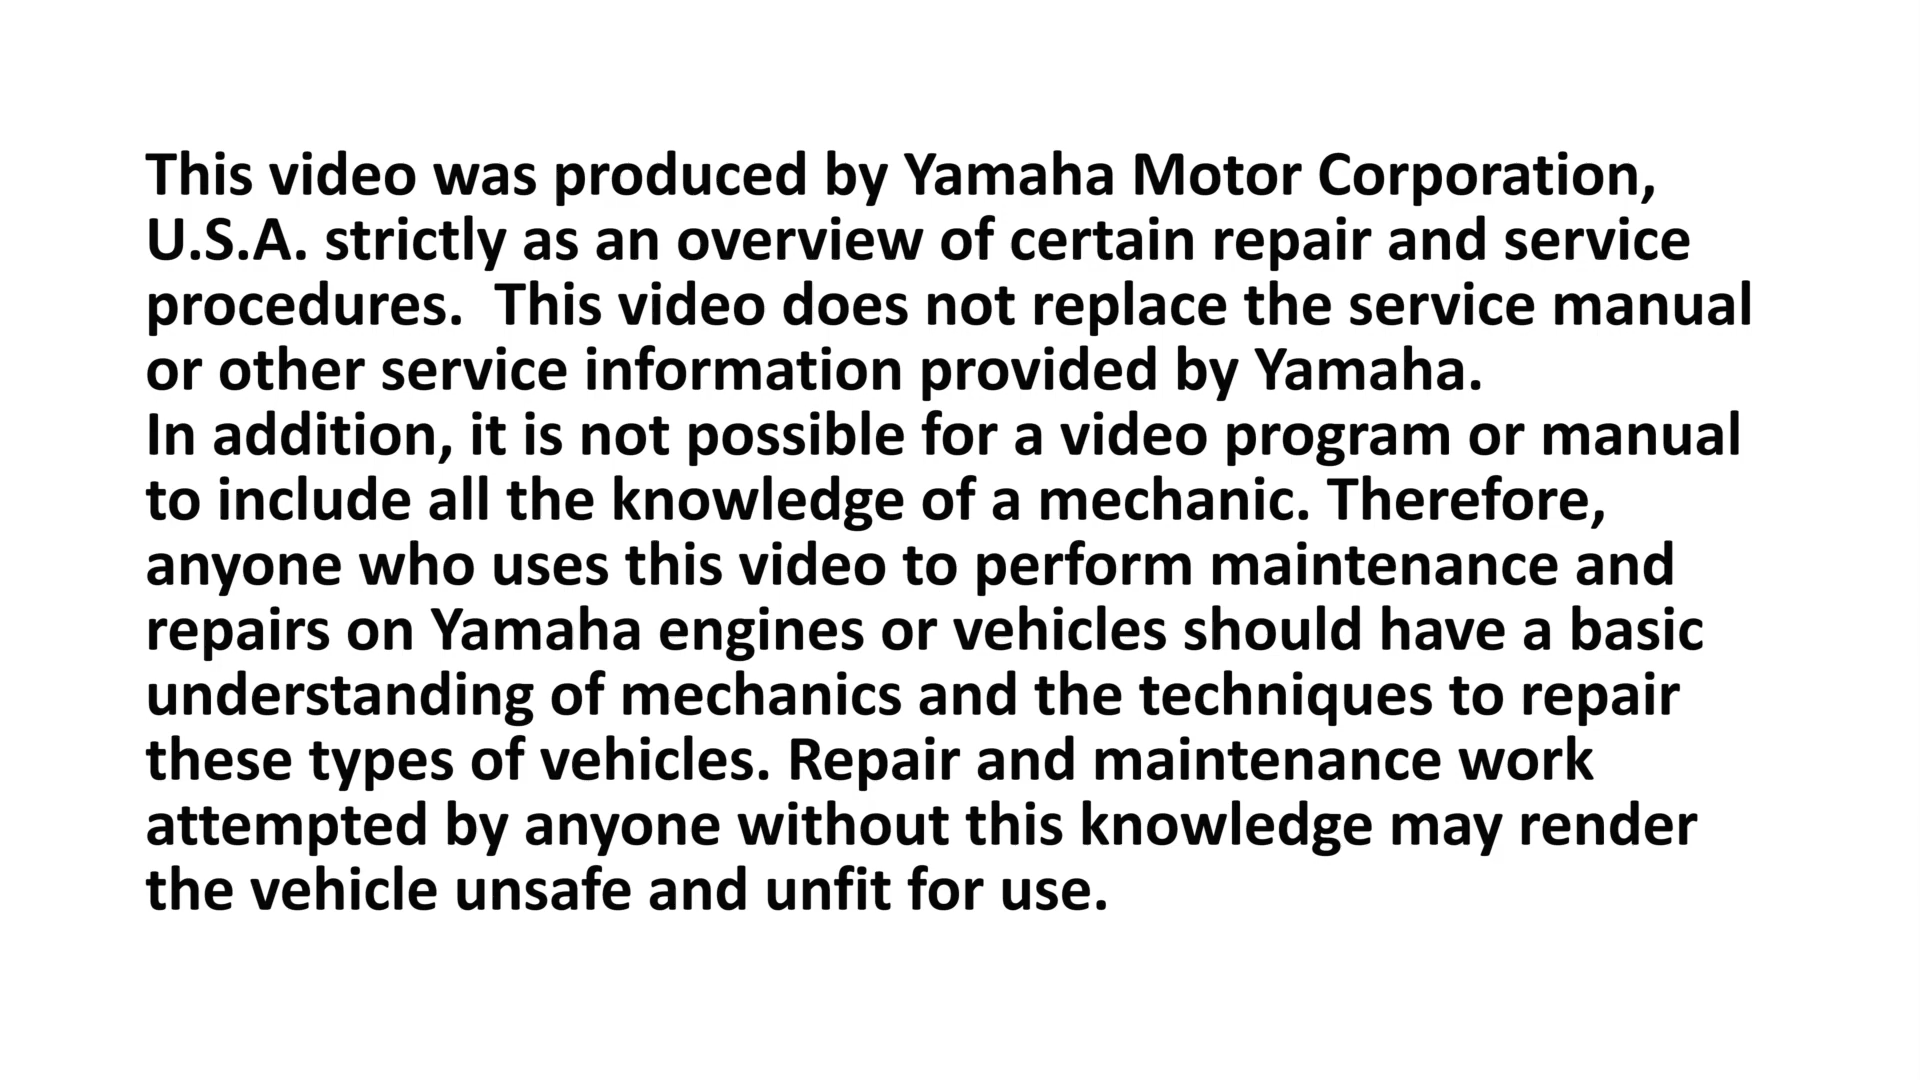 This video was produced by Yamaha Motor Corporation,
U.S.A. strictly as an overview of certain repair and service
procedures.  This video does not replace the service manual
or other service information provided by Yamaha.
In addition, it is not possible for a video program or manual
to include all the knowledge of a mechanic. Therefore,
anyone who uses this video to perform maintenance and
repairs on Yamaha engines or vehicles should have a basic
understanding of mechanics and the techniques to repair
these types of vehicles. Repair and maintenance work
attempted by anyone without this knowledge may render
the vehicle unsafe and unfit for use.